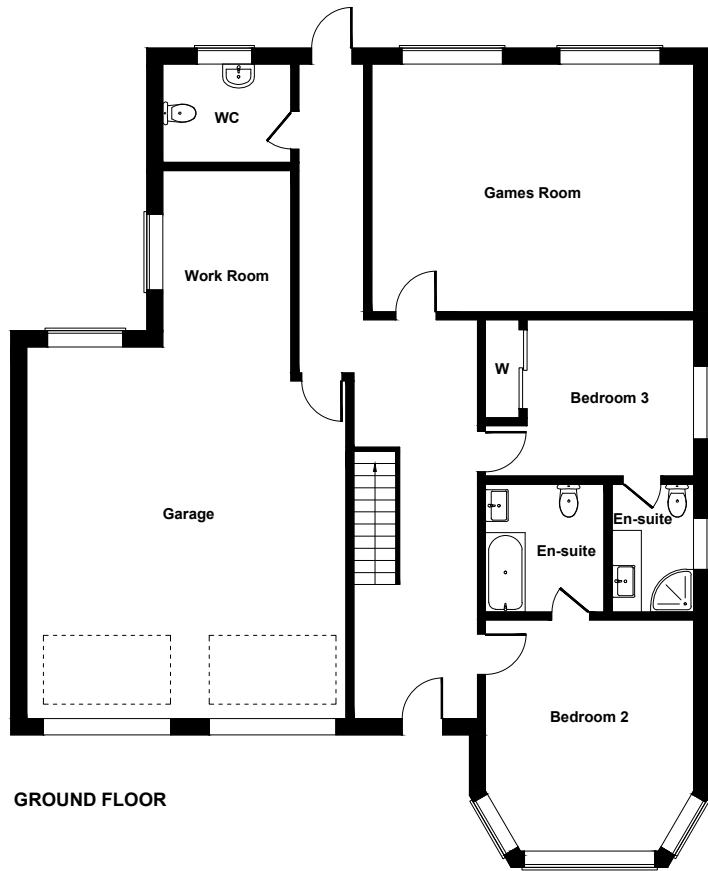 WC
Games Room
Work Room
W
Bedroom 3
Garage
En-suite
En-suite
Bedroom 2
GROUND FLOOR